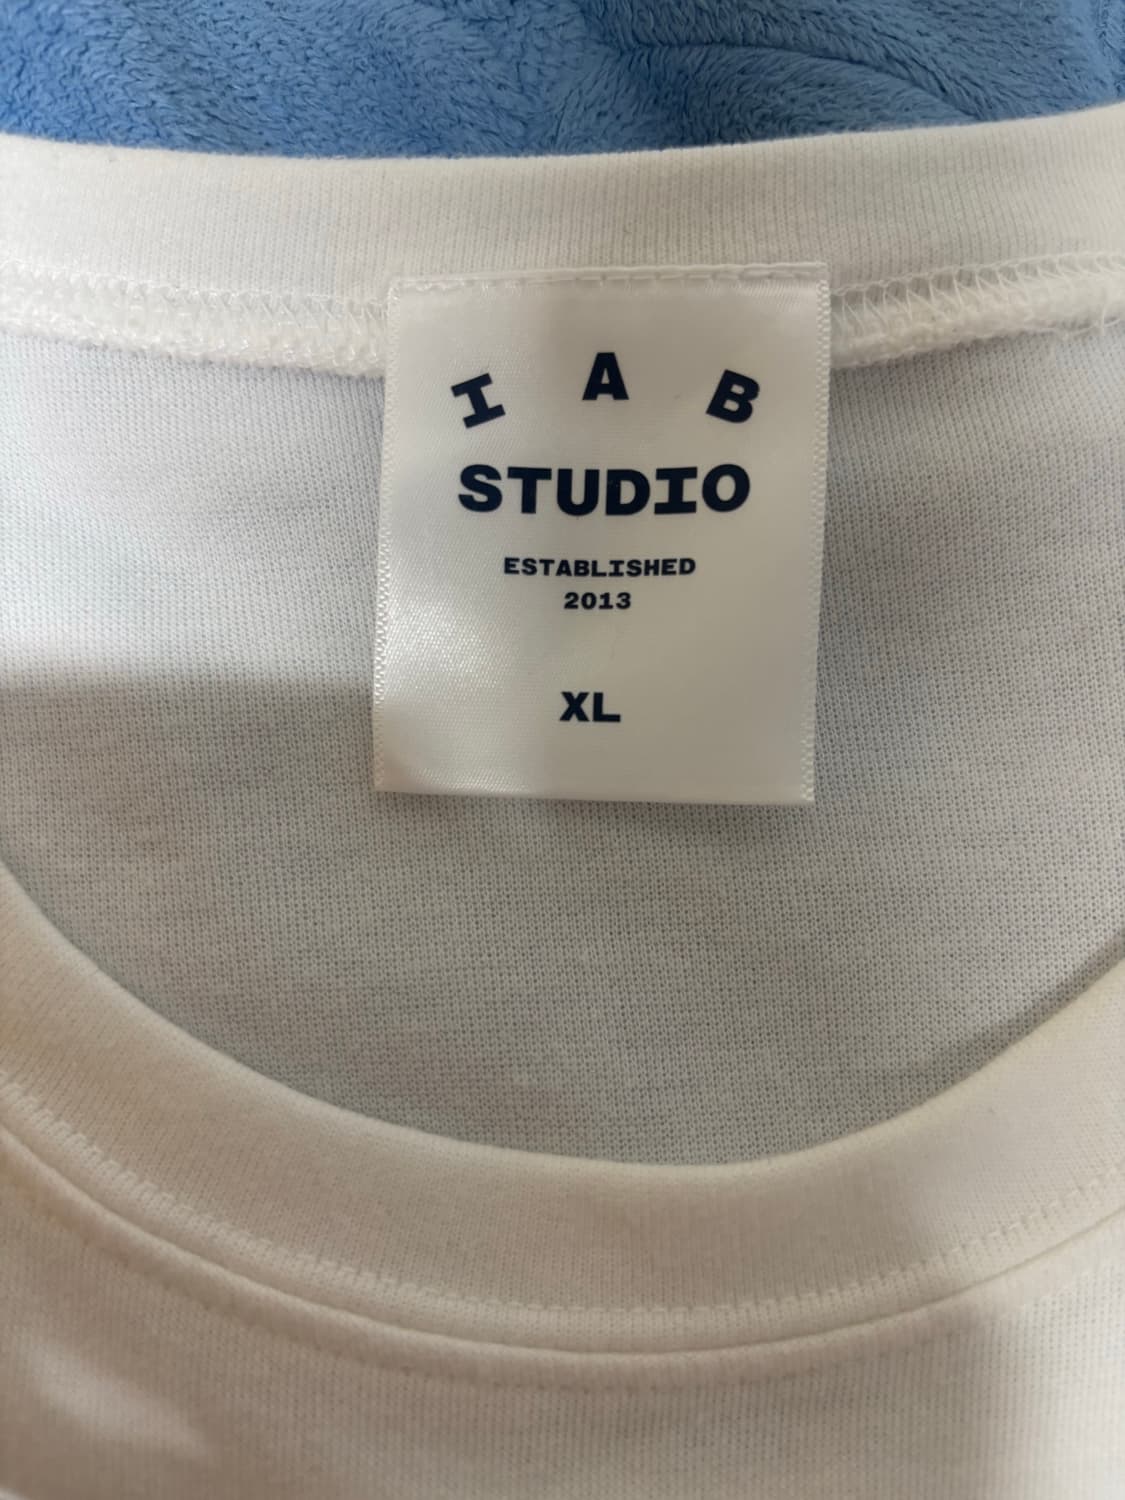 I A B
STUDIO
ESTABLISHED
2013
XL